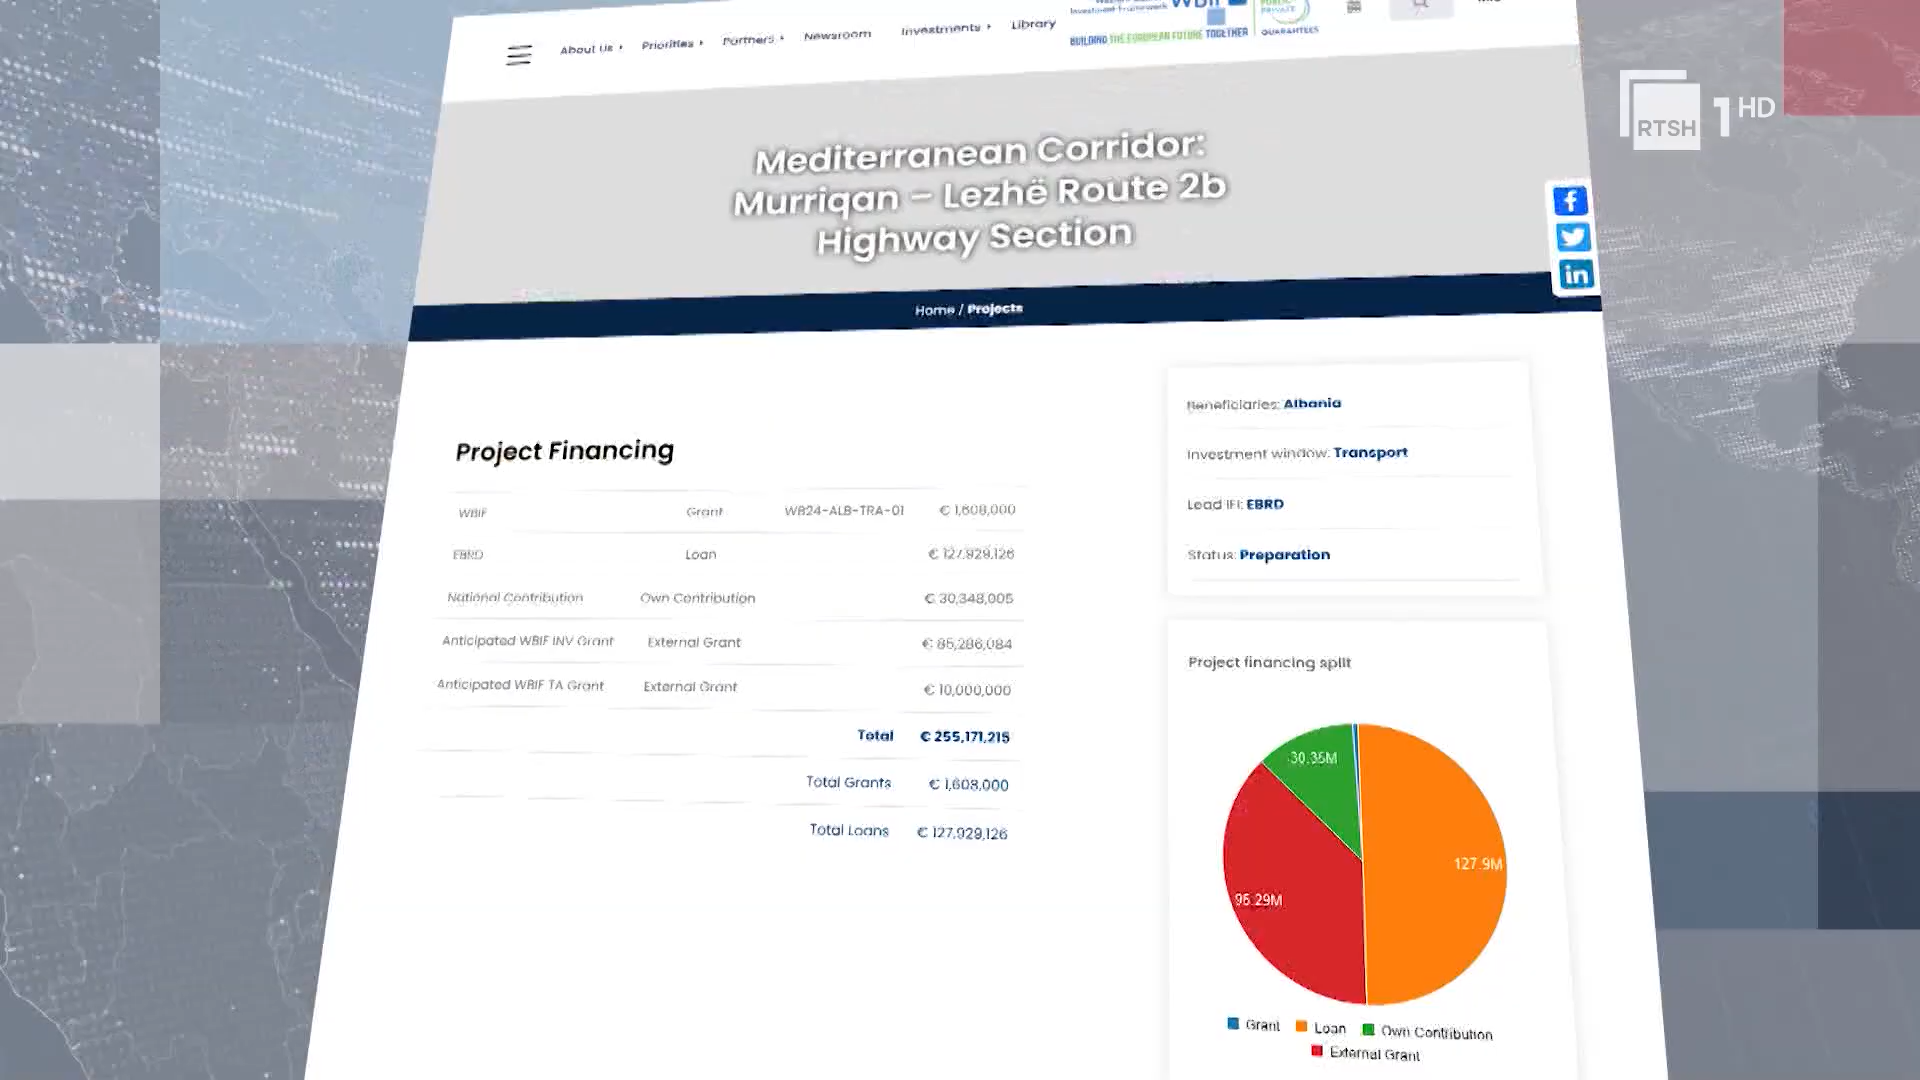 About Us
Priorities
Partners
Newsroom
Investments
Library
Investment Framework
WBIF
BUILDING THE EUROPEAN FUTURE TOGETHER
PRIVATE
GUARANTEES
RTSH 1 HD
Mediterranean Corridor:
Murriqan – Lezhë Route 2b
Highway Section
Home / Projects
Project Financing
WBIF Grant WB24-ALB-TRA-01 € 1,608,000
EBRD Loan € 127,929,126
National Contribution Own Contribution € 30,348,005
Anticipated WBIF INV Grant External Grant € 85,286,084
Anticipated WBIF TA Grant External Grant € 10,000,000
Total € 255,171,215
Total Grants € 1,608,000
Total Loans € 127,929,126
Beneficiaries: Albania
Investment window: Transport
Lead IFI: EBRD
Status: Preparation
Project financing split
30.35M
127.9M
95.29M
Grant Loan Own Contribution
External Grant